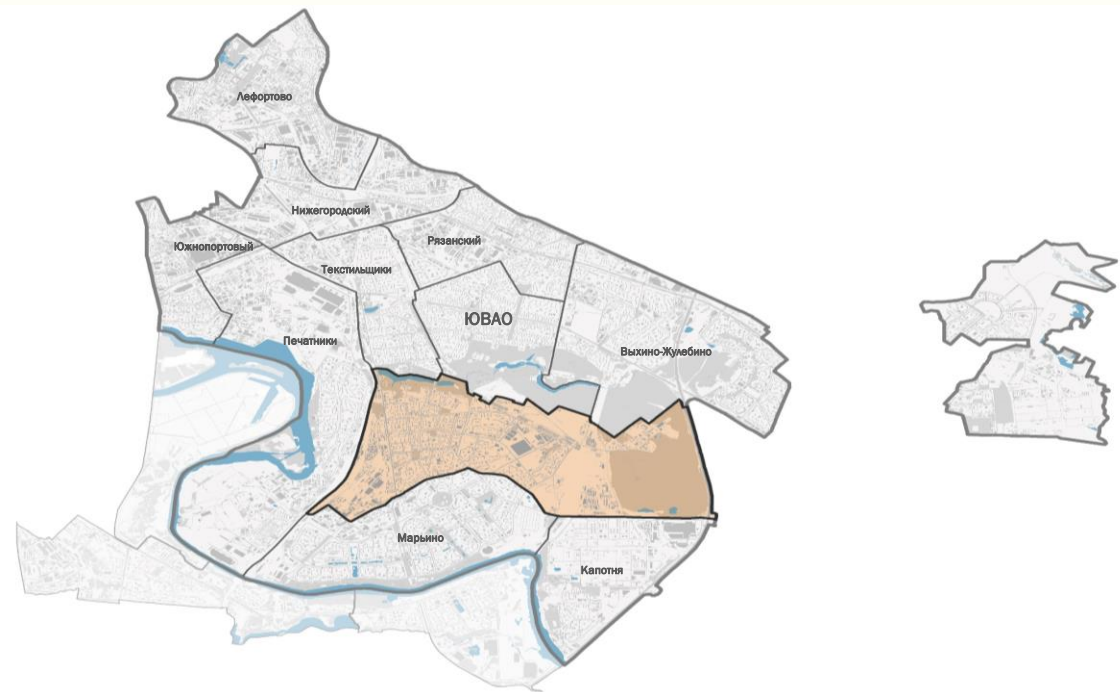 Лефортово
Нижегородский
Южнопортовый
Рязанский
Текстильщики
ЮВАО
Печатники
Выхино-Жулебино
Марьино
Капотня